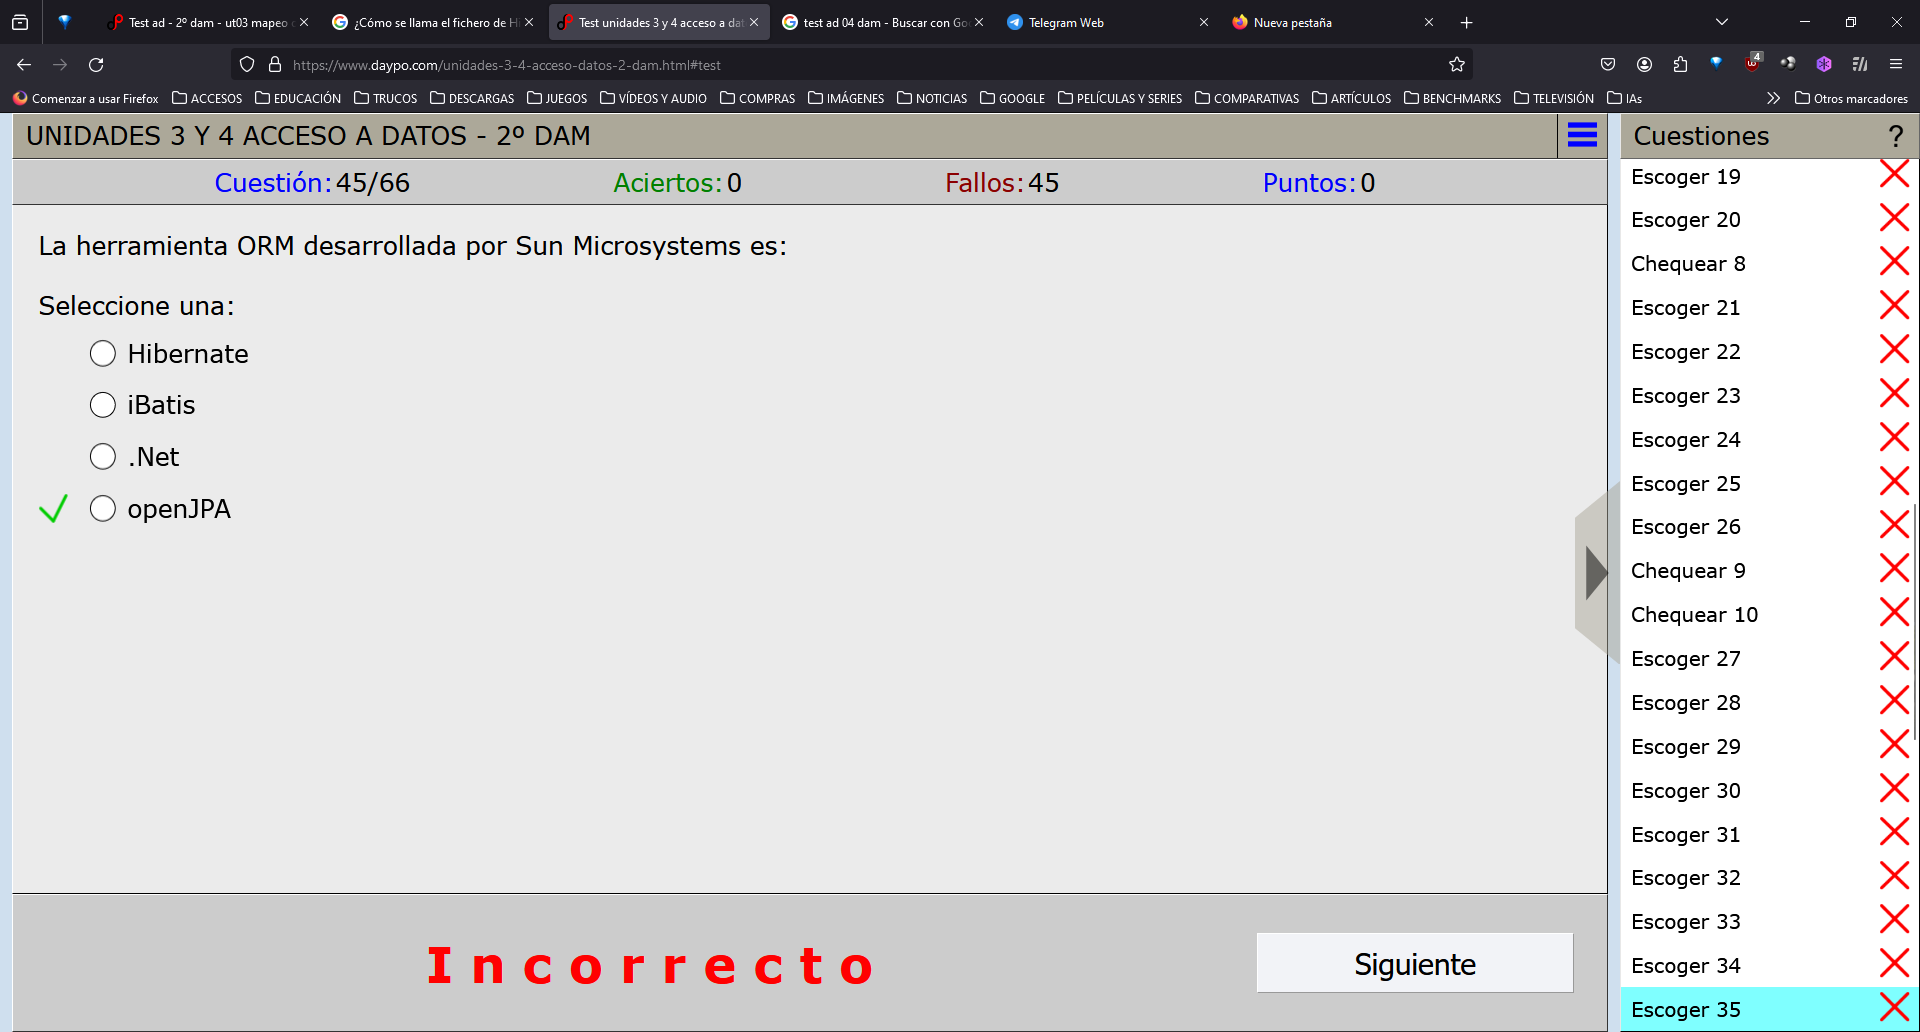 Test ad - 2º dam - ut03 mapeo
¿Cómo se llama el fichero de Hi
Test unidades 3 y 4 acceso a dat
test ad 04 dam - Buscar con Go
Telegram Web
Nueva pestaña
https://www.daypo.com/unidades-3-4-acceso-datos-2-dam.html#test
4
Comenzar a usar Firefox
ACCESOS
EDUCACIÓN
TRUCOS
DESCARGAS
JUEGOS
VÍDEOS Y AUDIO
COMPRAS
IMÁGENES
NOTICIAS
GOOGLE
PELÍCULAS Y SERIES
COMPARATIVAS
ARTÍCULOS
BENCHMARKS
TELEVISIÓN
IAs
Otros marcadores
UNIDADES 3 Y 4 ACCESO A DATOS - 2º DAM
Cuestión: 45/66
Aciertos: 0
Fallos: 45
Puntos: 0
La herramienta ORM desarrollada por Sun Microsystems es:
Seleccione una:
Hibernate
iBatis
.Net
openJPA
Incorrecto
Siguiente
Cuestiones ?
Escoger 19
Escoger 20
Chequear 8
Escoger 21
Escoger 22
Escoger 23
Escoger 24
Escoger 25
Escoger 26
Chequear 9
Chequear 10
Escoger 27
Escoger 28
Escoger 29
Escoger 30
Escoger 31
Escoger 32
Escoger 33
Escoger 34
Escoger 35